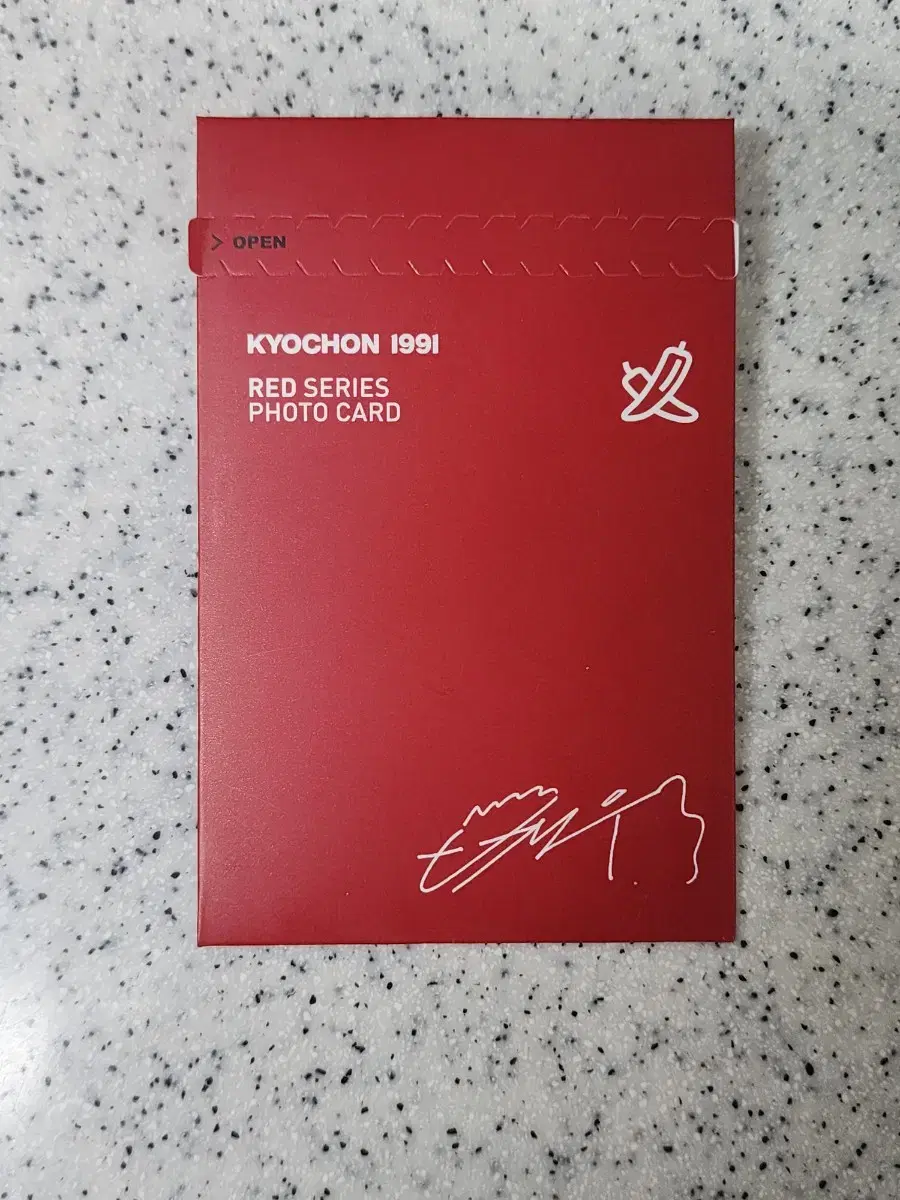 > OPEN
KYOCHON 1991
RED SERIES
PHOTO CARD